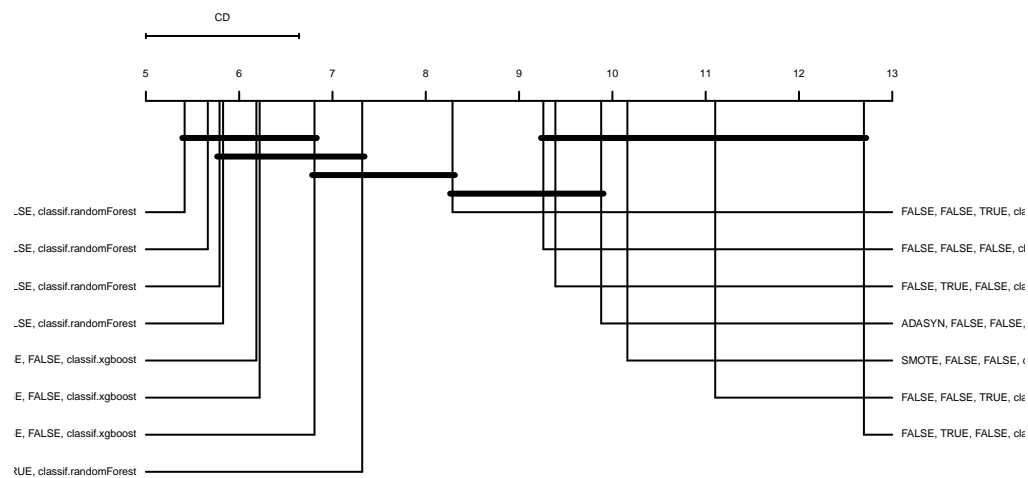 CD
5 6 7 8 9 10 11 12 13
LSE, classif.randomForest
LSE, classif.randomForest
LSE, classif.randomForest
LSE, classif.randomForest
E, FALSE, classif.xgboost
E, FALSE, classif.xgboost
E, FALSE, classif.xgboost
RUE, classif.randomForest
FALSE, FALSE, TRUE, cla
FALSE, FALSE, FALSE, cl
FALSE, TRUE, FALSE, cla
ADASYN, FALSE, FALSE,
SMOTE, FALSE, FALSE, c
FALSE, FALSE, TRUE, cla
FALSE, TRUE, FALSE, cla